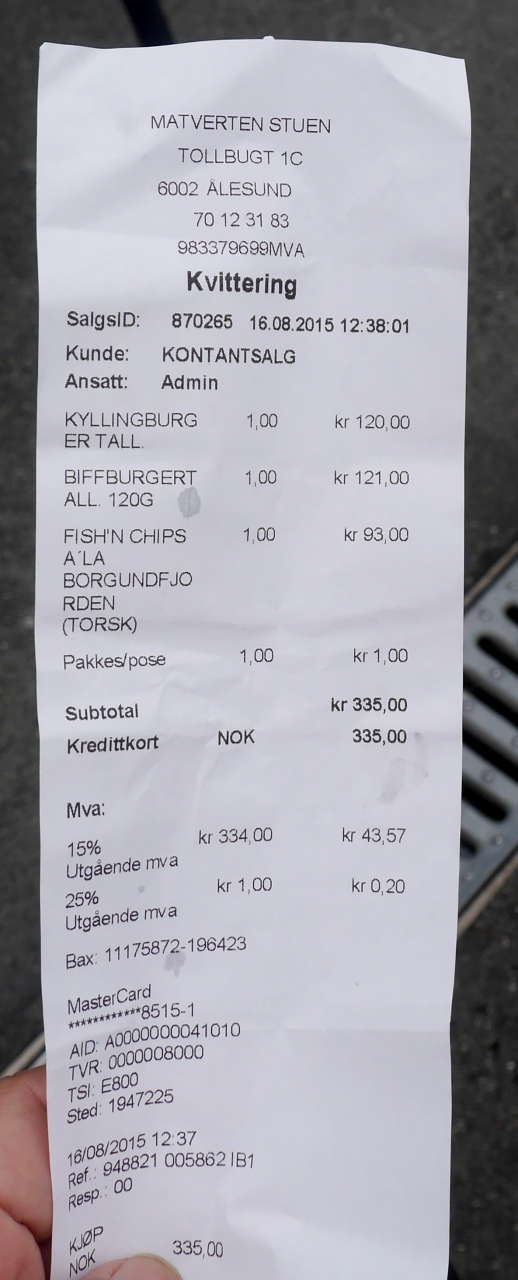 MATVERTEN STUEN
TOLLBUGT 1C
6002 ÅLESUND
70 12 31 83
983379699MVA
Kvittering
SalgsID: 870265 16.08.2015 12:38:01
Kunde: KONTANTSALG
Ansatt: Admin
KYLLINGBURG 1,00 kr 120,00
ER TALL.
BIFFBURGERT 1,00 kr 121,00
ALL. 120G
FISH'N CHIPS 1,00 kr 93,00
A´LA
BORGUNDFJO
RDEN
(TORSK)
Pakkes/pose 1,00 kr 1,00
Subtotal kr 335,00
Kredittkort NOK 335,00
Mva:
15% kr 334,00 kr 43,57
Utgående mva
25% kr 1,00 kr 0,20
Utgående mva
Bax: 11175872-196423
MasterCard
************8515-1
AID: A0000000041010
TVR: 0000008000
TSI: E800
Sted: 1947225
16/08/2015 12:37
Ref.: 948821 005862 IB1
Resp.: 00
KJØP
NOK 335,00